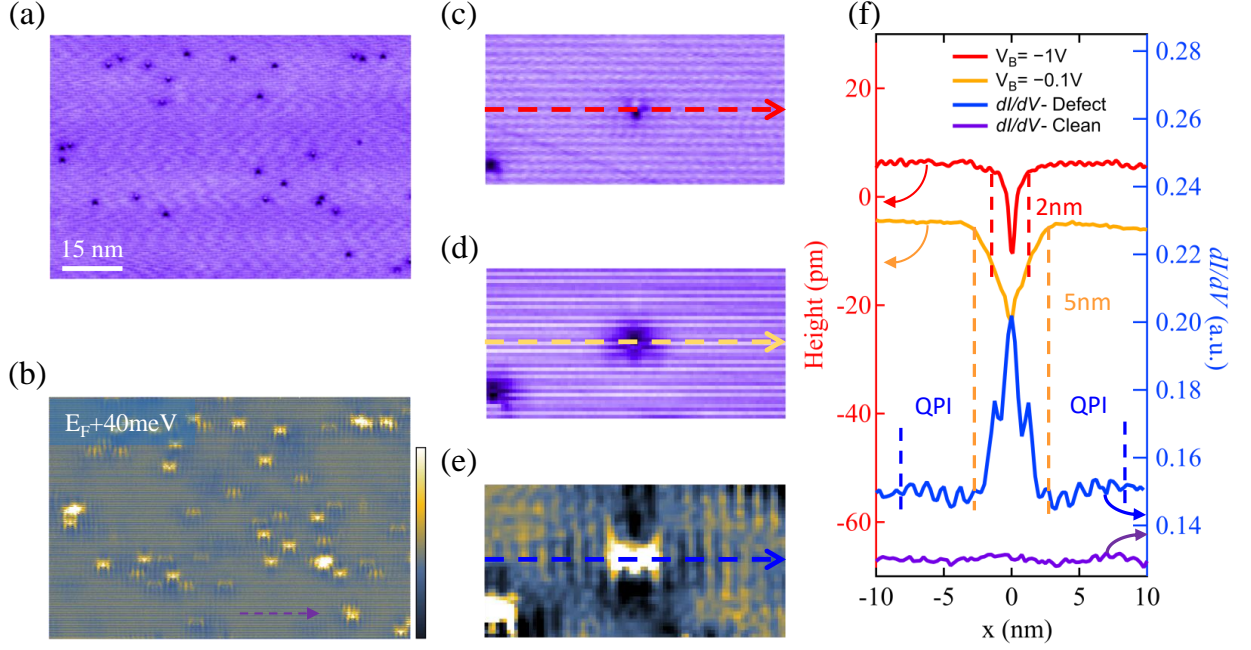 (a)
15 nm
(b)
E_F+40meV
(c)
(d)
(e)
(f)
V_B= −1V
V_B= −0.1V
dI/dV- Defect
dI/dV- Clean
2nm
5nm
QPI
QPI
Height (pm)
20
0
-20
-40
-60
dI/dV (a.u.)
0.28
0.26
0.24
0.22
0.20
0.18
0.16
0.14
-10
-5
0
5
10
x (nm)